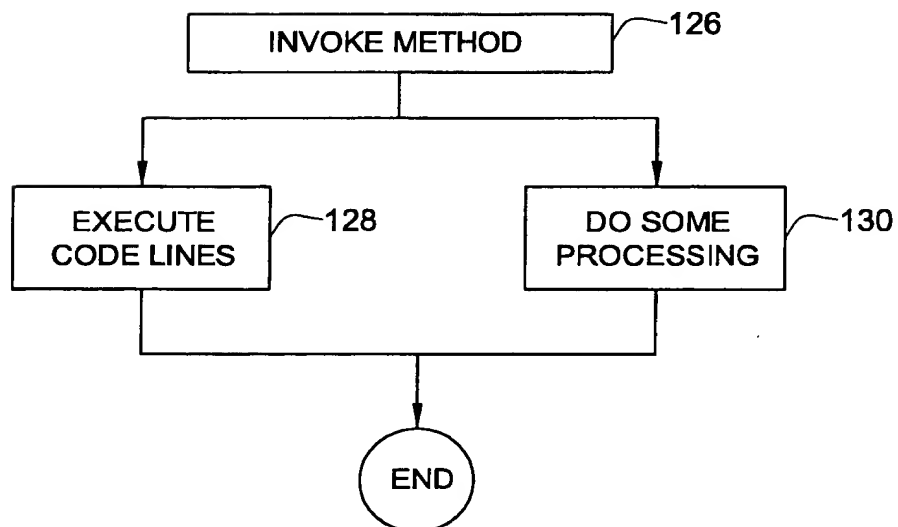 INVOKE METHOD
126
EXECUTE
CODE LINES
128
DO SOME
PROCESSING
130
END